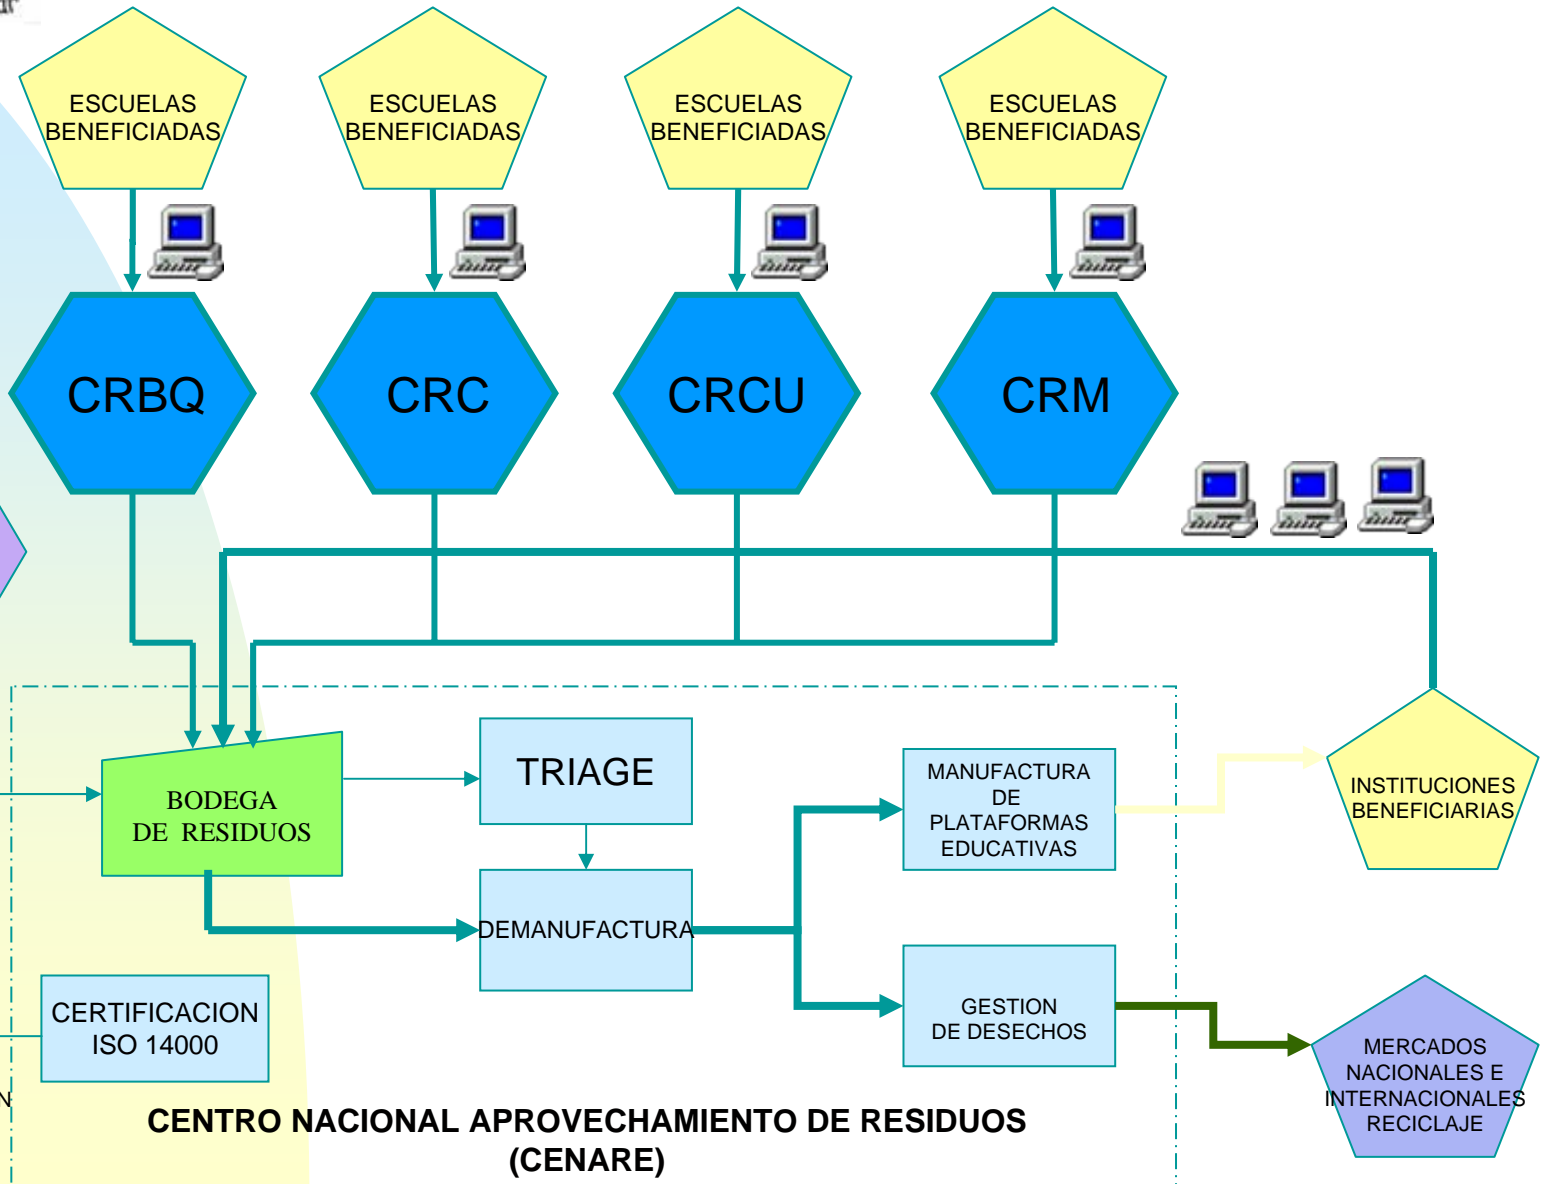 ESCUELAS
BENEFICIADAS
ESCUELAS
BENEFICIADAS
ESCUELAS
BENEFICIADAS
ESCUELAS
BENEFICIADAS
CRBQ
CRC
CRCU
CRM
BODEGA
DE RESIDUOS
TRIAGE
DEMANUFACTURA
MANUFACTURA
DE
PLATAFORMAS
EDUCATIVAS
INSTITUCIONES
BENEFICIARIAS
CERTIFICACION
ISO 14000
GESTION
DE DESECHOS
MERCADOS
NACIONALES E
INTERNACIONALES
RECICLAJE
CENTRO NACIONAL APROVECHAMIENTO DE RESIDUOS
(CENARE)